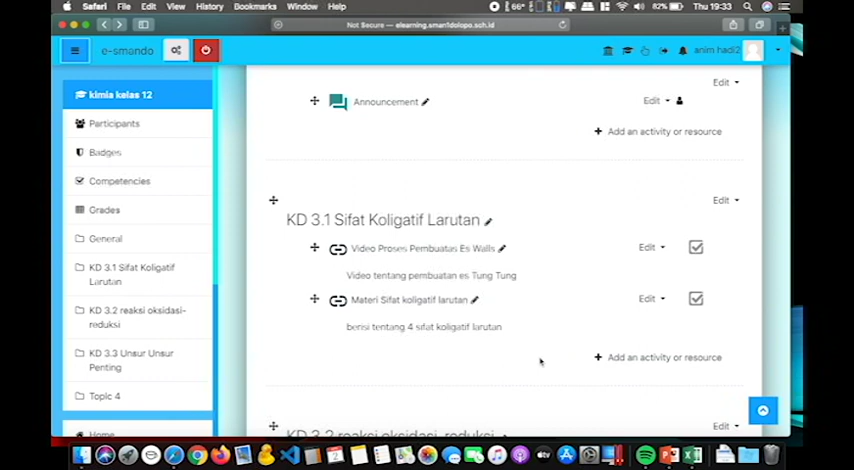 Safari File Edit View History Bookmarks Window Help 66° 82% Thu 19:33
Not Secure — elearning.sman1dolopo.sch.id
e-smando
anim hadi2
kimia kelas 12
Participants
Badges
Competencies
Grades
General
KD 3.1 Sifat Koligatif
Larutan
KD 3.2 reaksi oksidasi-
reduksi
KD 3.3 Unsur Unsur
Penting
Topic 4
Home
Edit
Announcement
Edit
+ Add an activity or resource
Edit
KD 3.1 Sifat Koligatif Larutan
Video Proses Pembuatas Es Walls
Edit
Video tentang pembuatan es Tung Tung
Materi Sifat koligatif larutan
Edit
berisi tentang 4 sifat koligatif larutan
+ Add an activity or resource
Edit
KD 3.2 reaksi oksidasi- reduksi